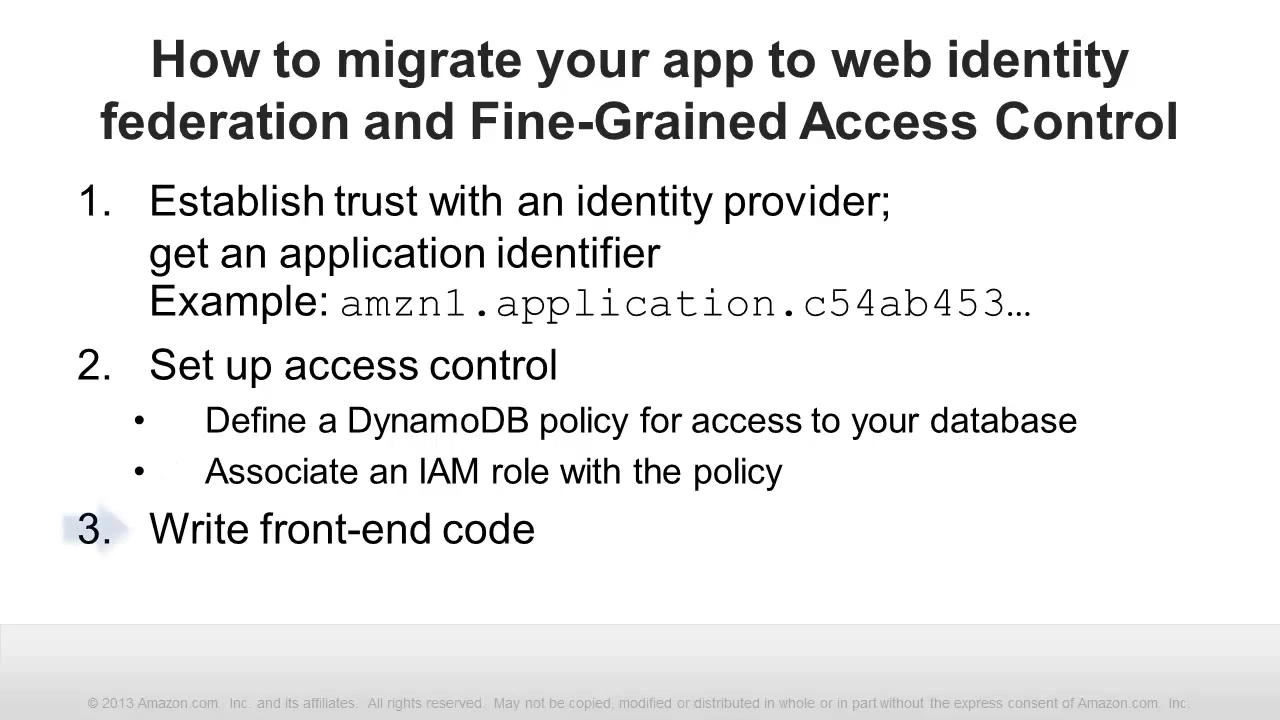 How to migrate your app to web identity
federation and Fine-Grained Access Control
1. Establish trust with an identity provider;
get an application identifier
Example: amzn1.application.c54ab453…
2. Set up access control
• Define a DynamoDB policy for access to your database
• Associate an IAM role with the policy
3. Write front-end code
© 2013 Amazon.com. Inc. and its affiliates. All rights reserved. May not be copied, modified or distributed in whole or in part without the express consent of Amazon.com. Inc.